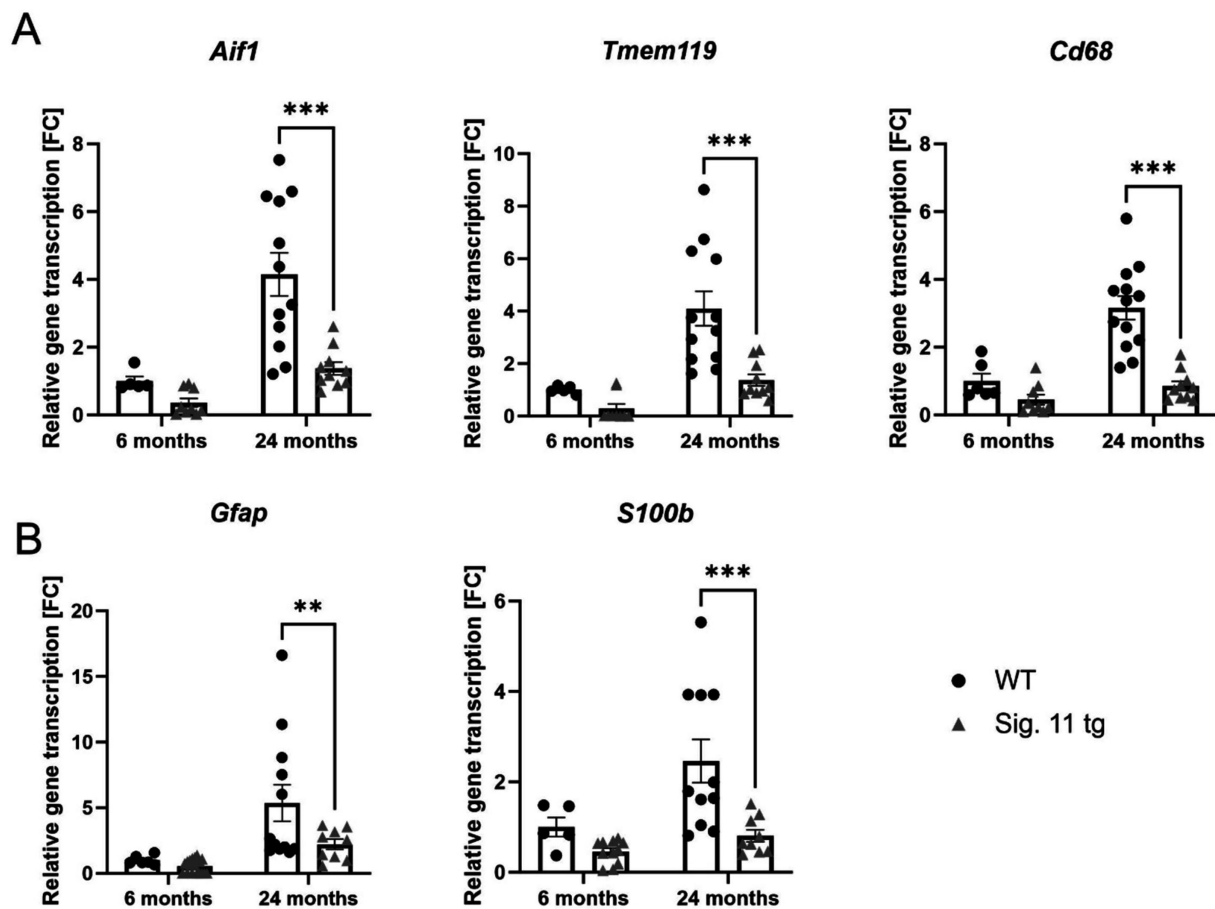 A
Aif1
Tmem119
Cd68
Relative gene transcription [FC]
8
6
4
2
0
***
6 months
24 months
Relative gene transcription [FC]
10
8
6
4
2
0
***
6 months
24 months
Relative gene transcription [FC]
8
6
4
2
0
***
6 months
24 months
B
Gfap
S100b
Relative gene transcription [FC]
20
15
10
5
0
**
6 months
24 months
Relative gene transcription [FC]
6
4
2
0
***
6 months
24 months
WT
Sig. 11 tg